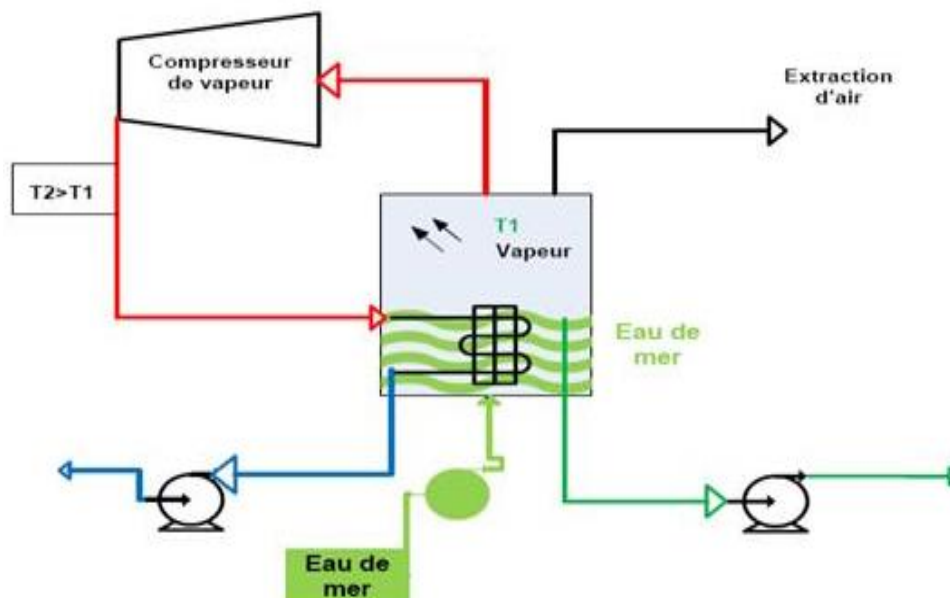 Compresseur
de vapeur
Extraction
d'air
T2>T1
T1
Vapeur
Eau de
mer
Eau de
mer